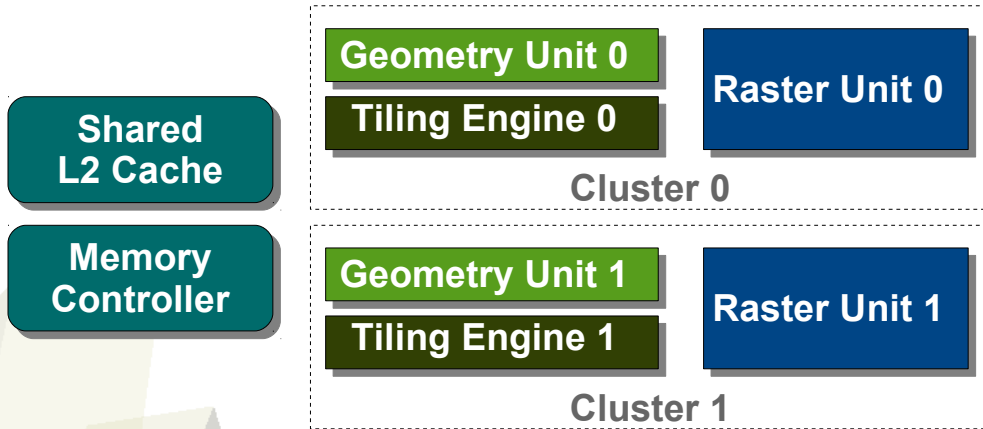 Shared
L2 Cache
Memory
Controller
Geometry Unit 0
Tiling Engine 0
Raster Unit 0
Cluster 0
Geometry Unit 1
Tiling Engine 1
Raster Unit 1
Cluster 1